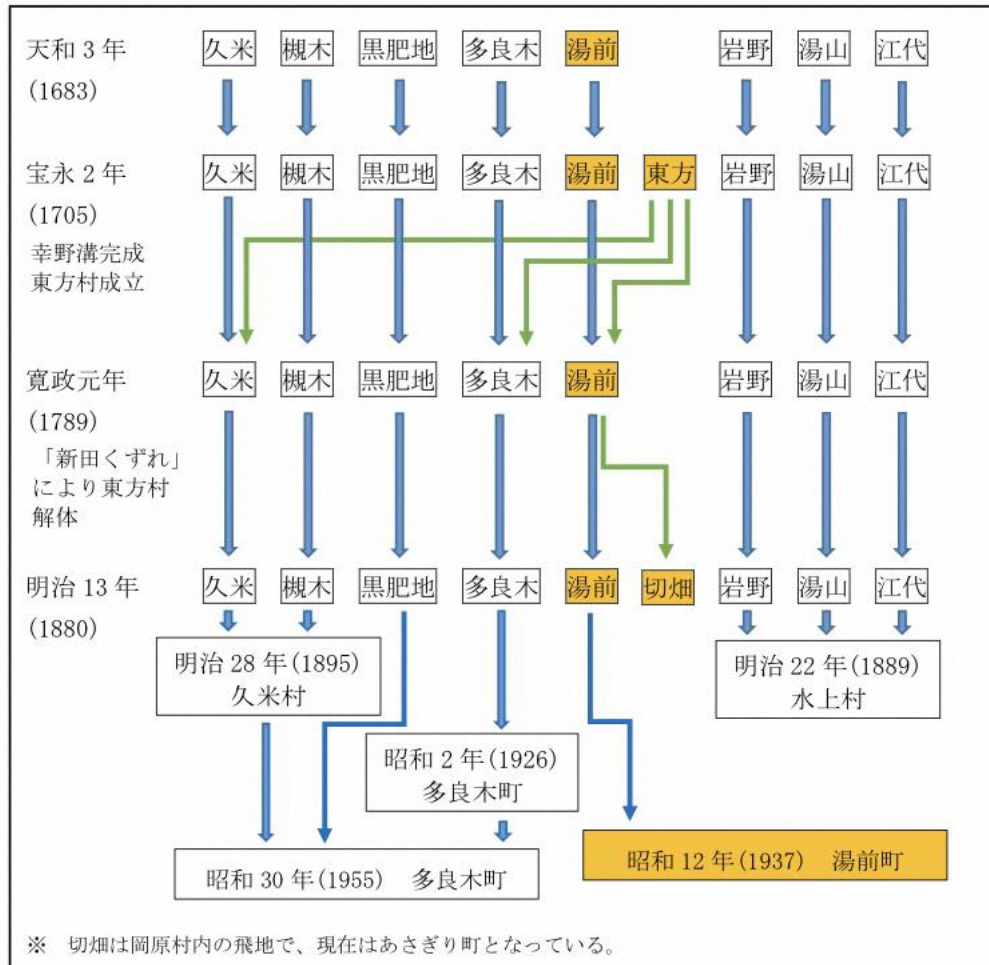 天和 3 年 久米 槻木 黒肥地 多良木 湯前 岩野 湯山 江代
(1683)
宝永 2 年 久米 槻木 黒肥地 多良木 湯前 東方 岩野 湯山 江代
(1705)
幸野溝完成
東方村成立
寛政元年 久米 槻木 黒肥地 多良木 湯前 岩野 湯山 江代
(1789)
「新田くずれ」
により東方村
解体
明治 13 年 久米 槻木 黒肥地 多良木 湯前 切畑 岩野 湯山 江代
(1880)
明治 28 年(1895)
久米村
明治 22 年(1889)
水上村
昭和 2 年(1926)
多良木町
昭和 30 年(1955) 多良木町
昭和 12 年(1937) 湯前町
※ 切畑は岡原村内の飛地で、現在はあさぎり町となっている。